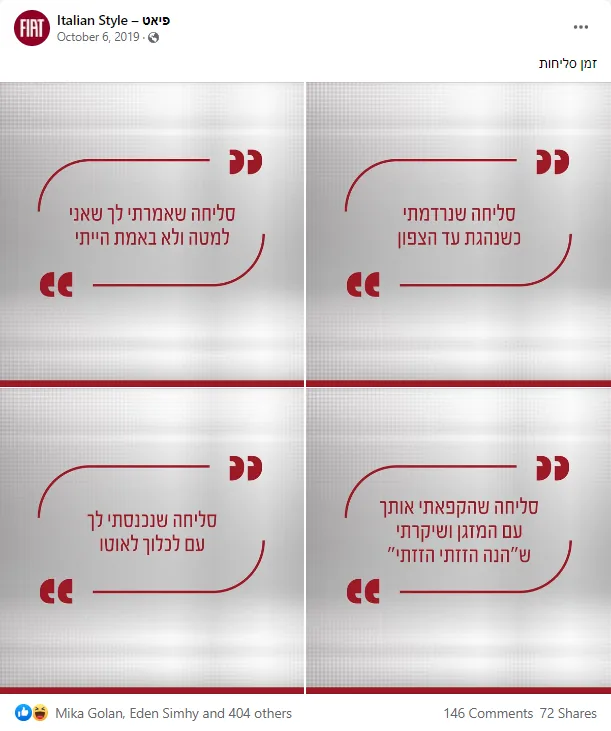 FIAT
Italian Style – פיאט
October 6, 2019 ·
זמן סליחות
סליחה שנרדמתי
כשנהגת עד הצפון
סליחה שאמרתי לך שאני
למטה ולא באמת הייתי
סליחה שהקפאתי אותך
עם המזגן ושיקרתי
ש"הנה הזזתי הזזתי"
סליחה שנכנסתי לך
עם לכלוך לאוטו
Mika Golan, Eden Simhy and 404 others
146 Comments 72 Shares